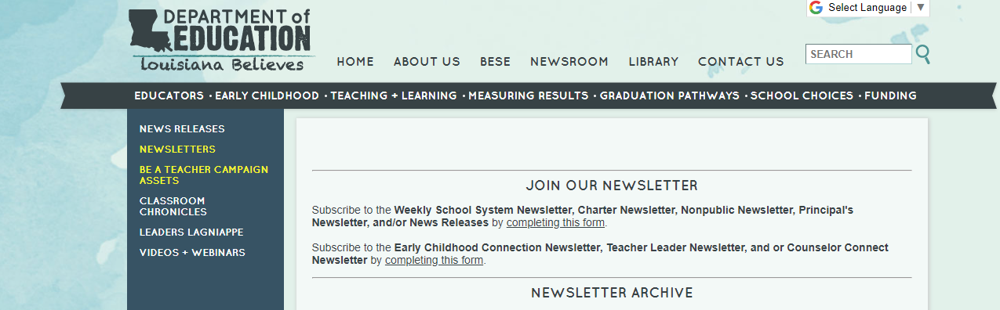 Select Language ▼
DEPARTMENT of
EDUCATION
Louisiana Believes
HOME ABOUT US BESE NEWSROOM LIBRARY CONTACT US
SEARCH
EDUCATORS · EARLY CHILDHOOD · TEACHING + LEARNING · MEASURING RESULTS · GRADUATION PATHWAYS · SCHOOL CHOICES · FUNDING
NEWS RELEASES
NEWSLETTERS
BE A TEACHER CAMPAIGN
ASSETS
CLASSROOM
CHRONICLES
LEADERS LAGNIAPPE
VIDEOS + WEBINARS
JOIN OUR NEWSLETTER
Subscribe to the Weekly School System Newsletter, Charter Newsletter, Nonpublic Newsletter, Principal's
Newsletter, and/or News Releases by completing this form.
Subscribe to the Early Childhood Connection Newsletter, Teacher Leader Newsletter, and or Counselor Connect
Newsletter by completing this form.
NEWSLETTER ARCHIVE